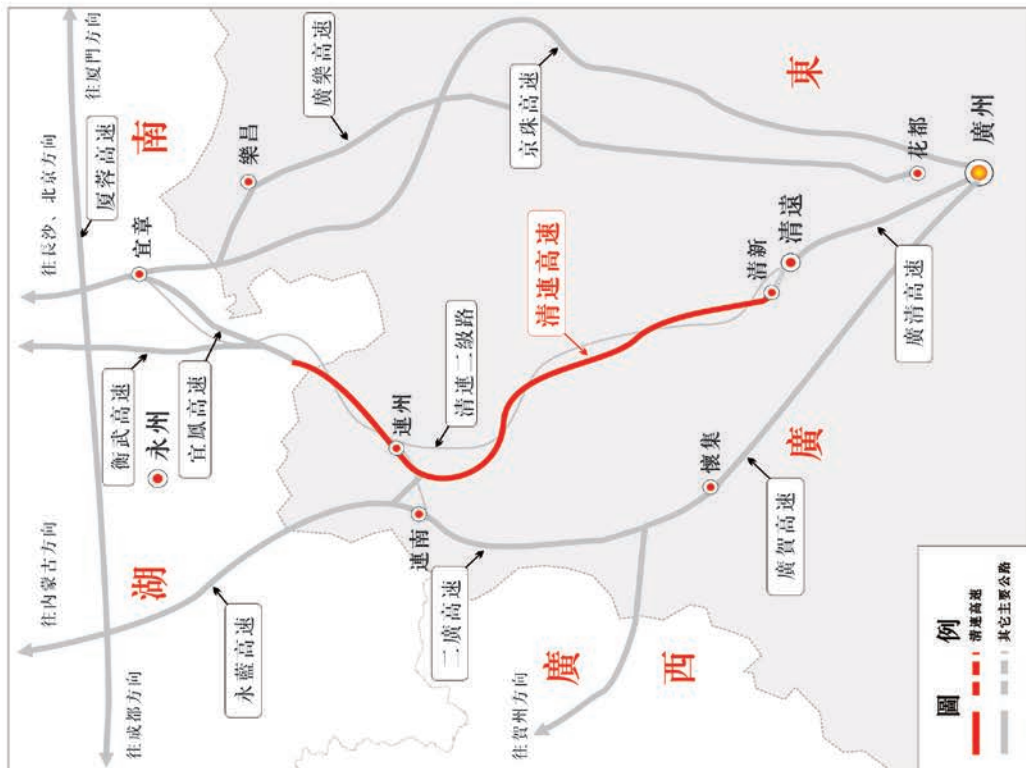 往廈門方向
廈蓉高速
往長沙、北京方向
往内蒙古方向
往成都方向
南
湖
廣樂高速
樂昌
宜章
衡武高速
永州
宜鳳高速
永藍高速
京珠高速
東
花都
廣州
清連高速
清連二級路
連州
連南
二廣高速
清新
清遠
廣清高速
懷集
廣
廣賀高速
廣
西
往賀州方向
圖 例
清連高速
其它主要公路